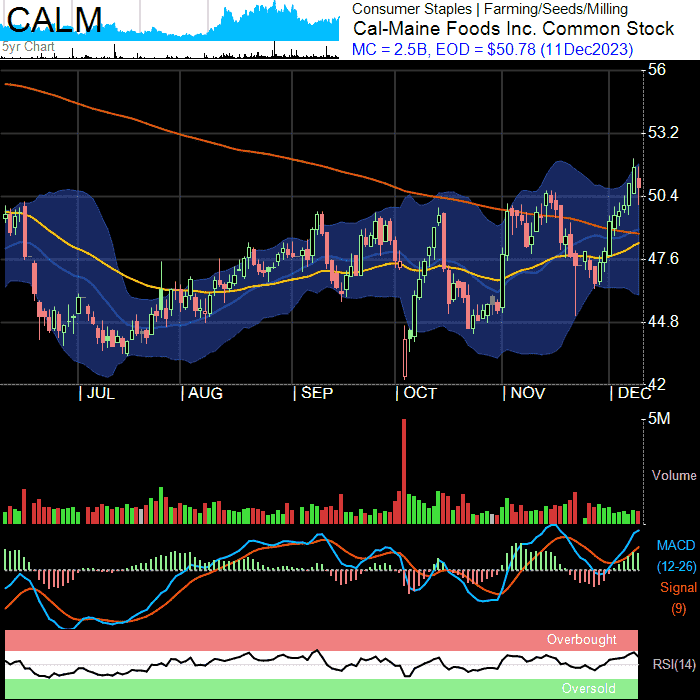 CALM
5yr Chart
Consumer Staples | Farming/Seeds/Milling
Cal-Maine Foods Inc. Common Stock
MC = 2.5B, EOD = $50.78 (11Dec2023)
56
53.2
50.4
47.6
44.8
42
JUL AUG SEP OCT NOV DEC
5M
Volume
MACD
(12-26)
Signal
(9)
Overbought
RSI(14)
Oversold